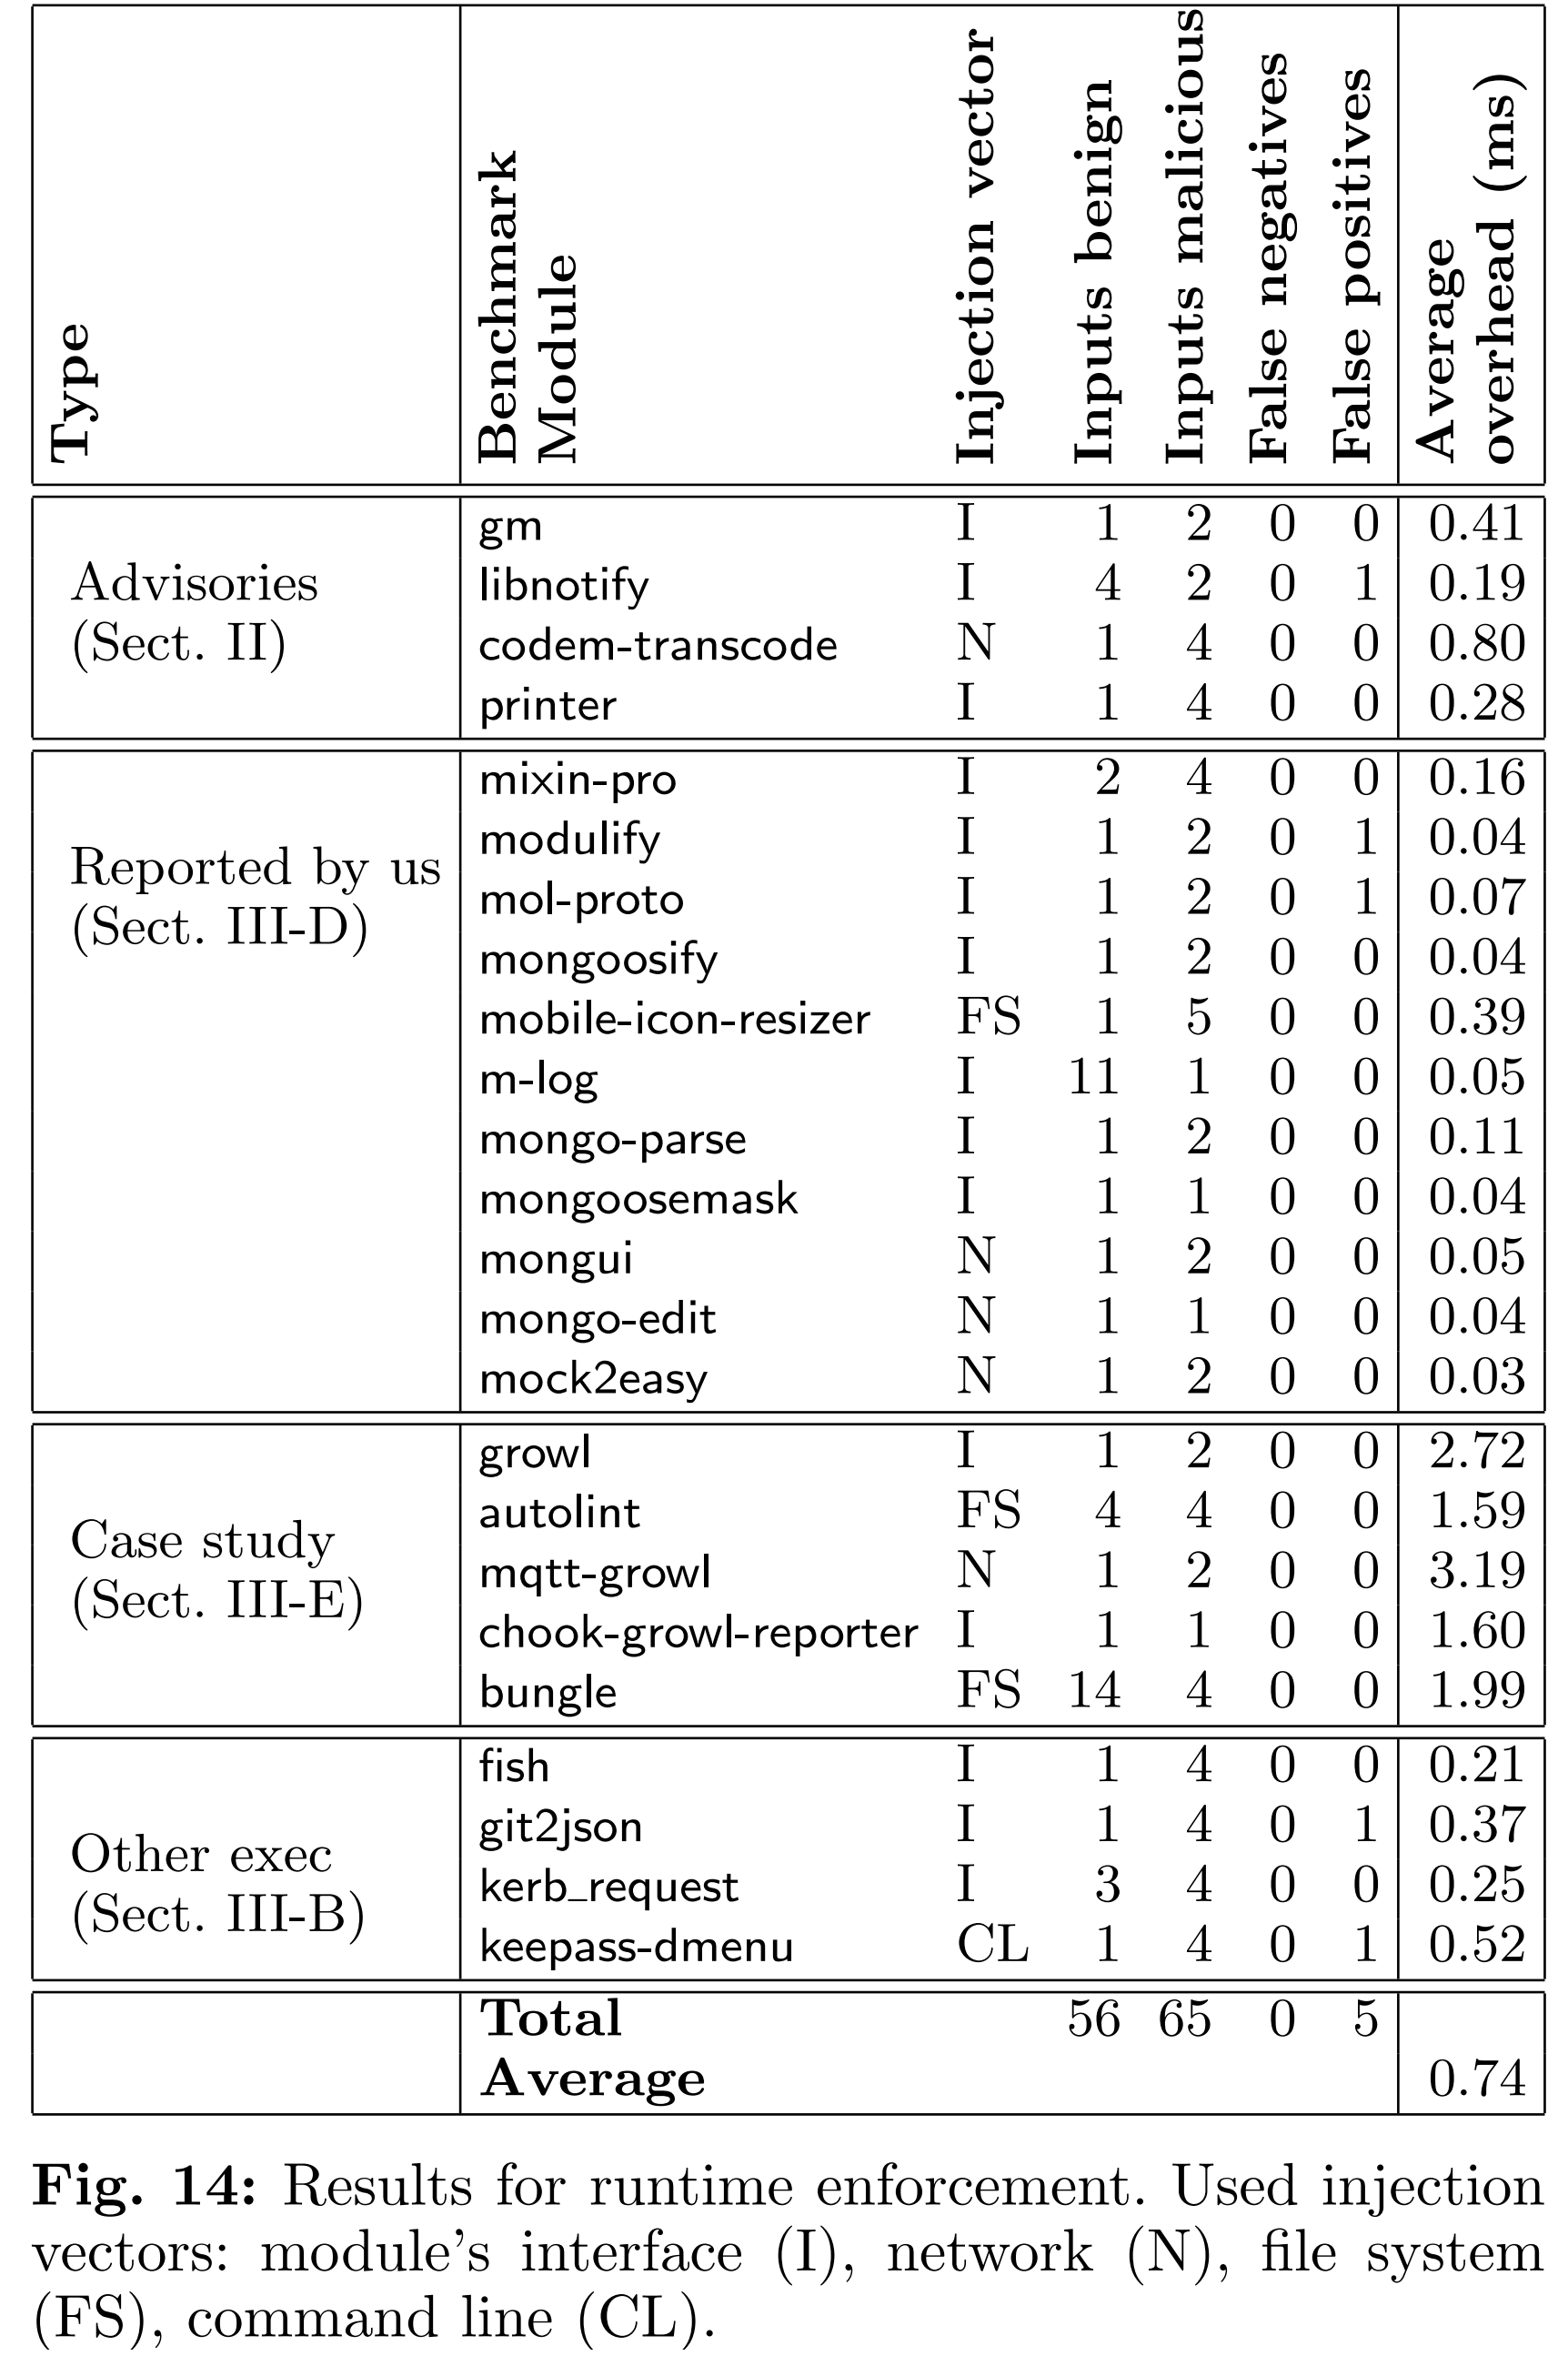 Type Benchmark Module Injection vector Inputs benign Inputs malicious False negatives False positives Average overhead (ms)
Advisories
(Sect. II)
gm I 1 2 0 0 0.41
libnotify I 4 2 0 1 0.19
codem-transcode N 1 4 0 0 0.80
printer I 1 4 0 0 0.28
Reported by us
(Sect. III-D)
mixin-pro I 2 4 0 0 0.16
modulify I 1 2 0 1 0.04
mol-proto I 1 2 0 1 0.07
mongoosify I 1 2 0 0 0.04
mobile-icon-resizer FS 1 5 0 0 0.39
m-log I 11 1 0 0 0.05
mongo-parse I 1 2 0 0 0.11
mongoosemask I 1 1 0 0 0.04
mongui N 1 2 0 0 0.05
mongo-edit N 1 1 0 0 0.04
mock2easy N 1 2 0 0 0.03
Case study
(Sect. III-E)
growl I 1 2 0 0 2.72
autolint FS 4 4 0 0 1.59
mqtt-growl N 1 2 0 0 3.19
chook-growl-reporter I 1 1 0 0 1.60
bungle FS 14 4 0 0 1.99
Other exec
(Sect. III-B)
fish I 1 4 0 0 0.21
git2json I 1 4 0 1 0.37
kerb_request I 3 4 0 0 0.25
keepass-dmenu CL 1 4 0 1 0.52
Total 56 65 0 5
Average 0.74
Fig. 14: Results for runtime enforcement. Used injection
vectors: module's interface (I), network (N), file system
(FS), command line (CL).